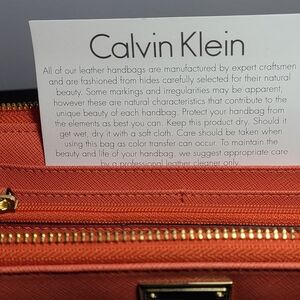 Calvin Klein
All of our leather handbags are manufactured by expert craftsmen
and are fashioned from hides carefully selected for their natural
beauty. Some markings and irregularities may be apparent,
however these are natural characteristics that contribute to the
unique beauty of each handbag. Protect your handbag from
the elements as best you can. Keep this product dry. Should it
get wet, dry it with a soft cloth. Care should be taken when
using this bag as color transfer can occur. To maintain the
beauty and life of your handbag, we suggest appropriate care
by a professional leather cleaner only.